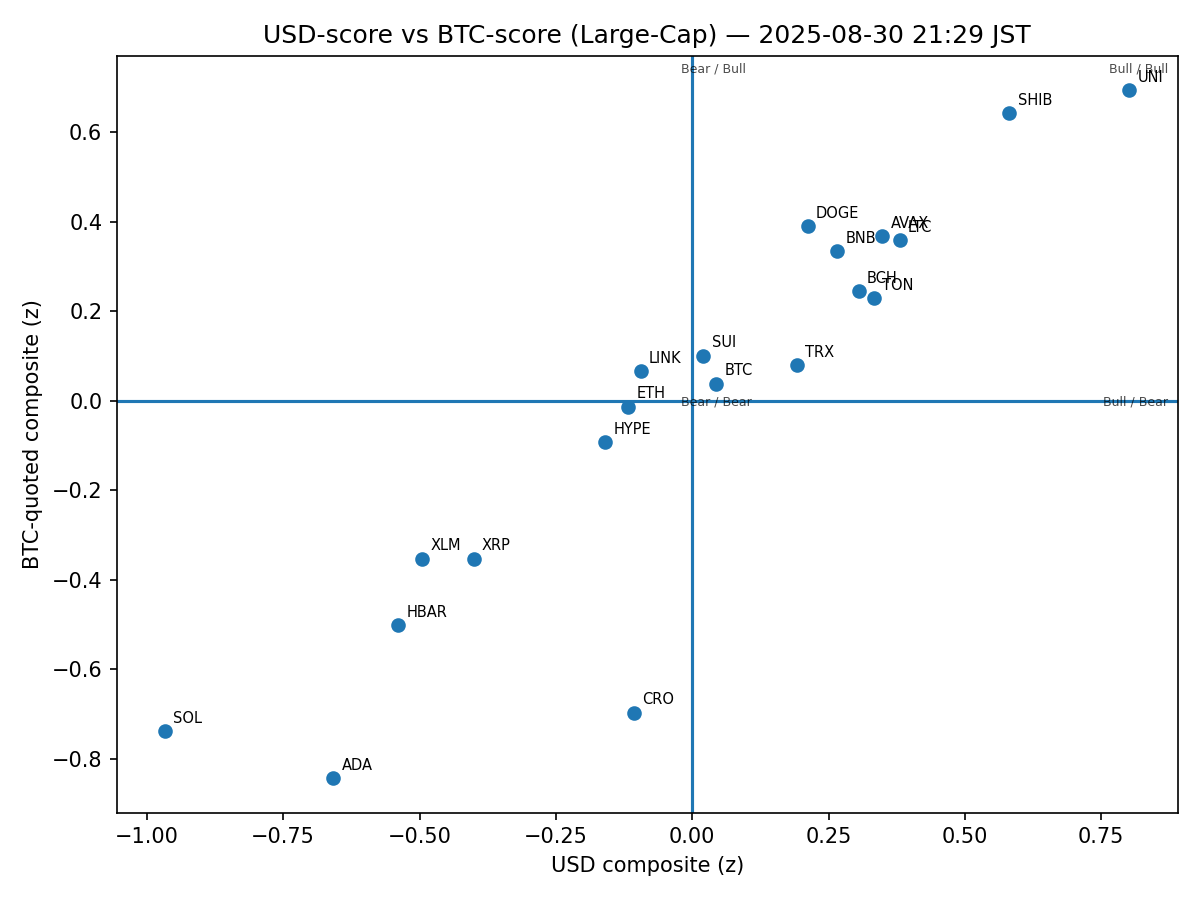 USD-score vs BTC-score (Large-Cap) — 2025-08-30 21:29 JST
Bear / Bull
Bull / Bull
UNI
SHIB
DOGE
AVAX
LTC
BNB
BCH
TON
SUI
TRX
LINK
BTC
ETH
Bear / Bear
Bull / Bear
HYPE
XLM
XRP
HBAR
CRO
SOL
ADA
0.6
0.4
0.2
0.0
−0.2
−0.4
−0.6
−0.8
BTC-quoted composite (z)
−1.00
−0.75
−0.50
−0.25
0.00
0.25
0.50
0.75
USD composite (z)